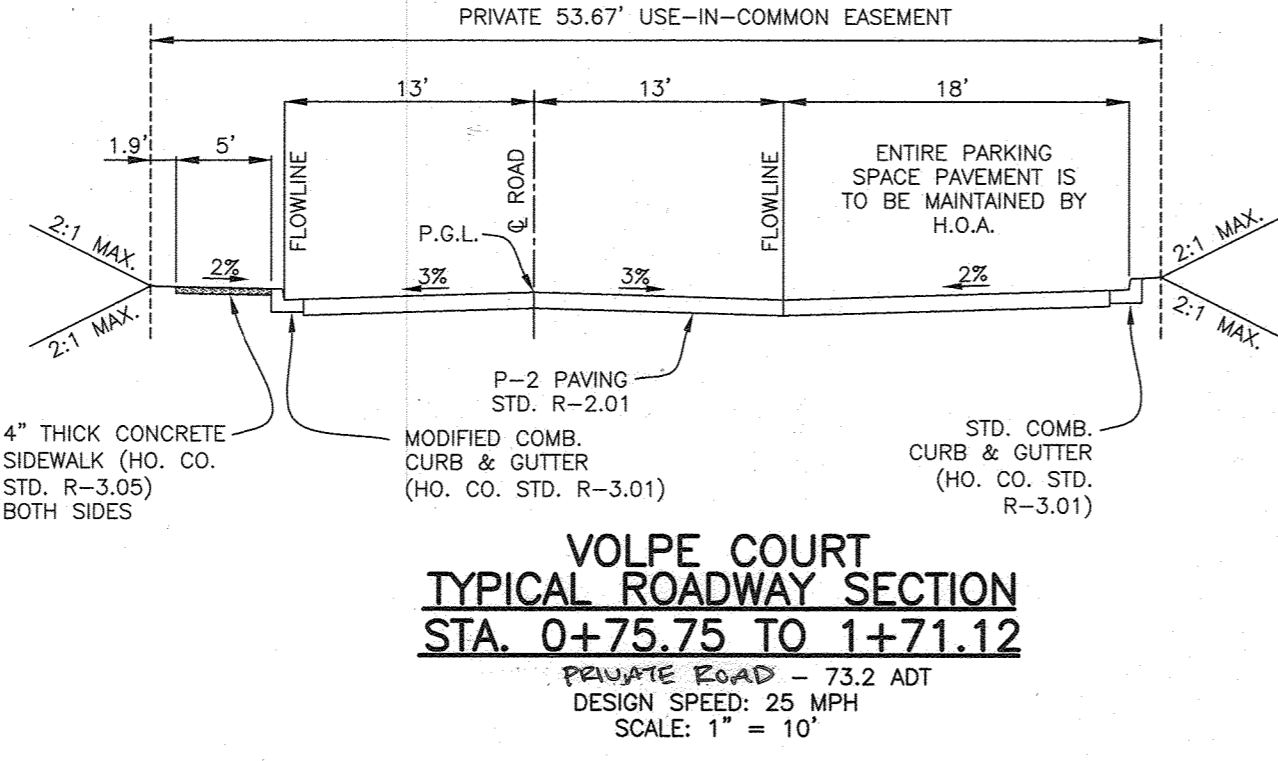 PRIVATE 53.67' USE-IN-COMMON EASEMENT
13'
13'
18'
1.9'
5'
FLOWLINE
℄ ROAD
FLOWLINE
ENTIRE PARKING
SPACE PAVEMENT IS
TO BE MAINTAINED BY
H.O.A.
P.G.L.
2:1 MAX.
2:1 MAX.
2%
3%
3%
2%
2:1 MAX.
2:1 MAX.
P-2 PAVING
STD. R-2.01
4" THICK CONCRETE
SIDEWALK (HO. CO.
STD. R-3.05)
BOTH SIDES
MODIFIED COMB.
CURB & GUTTER
(HO. CO. STD. R-3.01)
STD. COMB.
CURB & GUTTER
(HO. CO. STD.
R-3.01)
VOLPE COURT
TYPICAL ROADWAY SECTION
STA. 0+75.75 TO 1+71.12
PRIVATE ROAD - 73.2 ADT
DESIGN SPEED: 25 MPH
SCALE: 1" = 10'